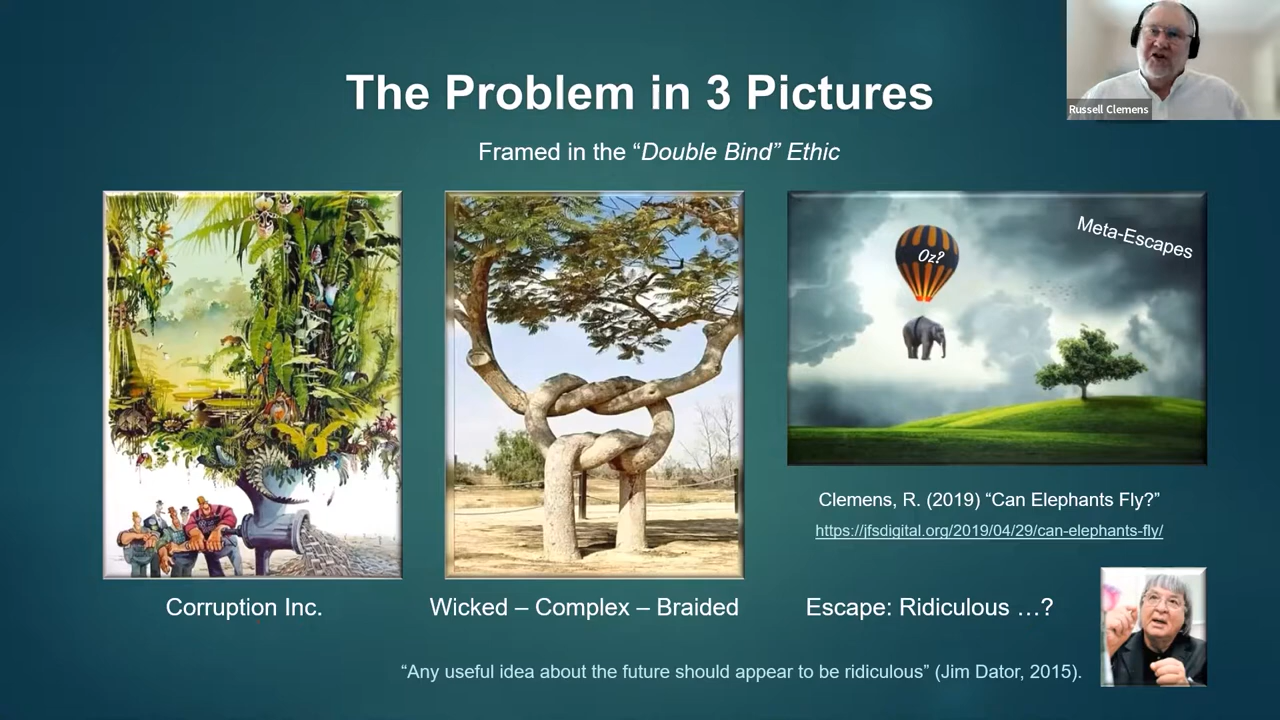 The Problem in 3 Pictures
Russell Clemens
Framed in the “Double Bind” Ethic
Meta-Escapes
Oz?
Clemens, R. (2019) “Can Elephants Fly?”
https://jfsdigital.org/2019/04/29/can-elephants-fly/
Corruption Inc.
Wicked – Complex – Braided
Escape: Ridiculous …?
“Any useful idea about the future should appear to be ridiculous” (Jim Dator, 2015).